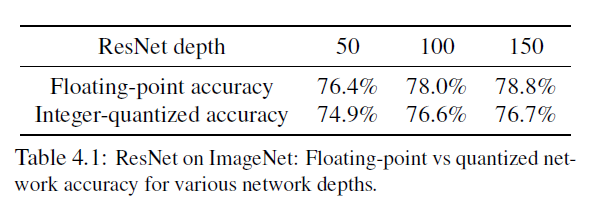 ResNet depth 50 100 150
Floating-point accuracy 76.4% 78.0% 78.8%
Integer-quantized accuracy 74.9% 76.6% 76.7%
Table 4.1: ResNet on ImageNet: Floating-point vs quantized net-
work accuracy for various network depths.